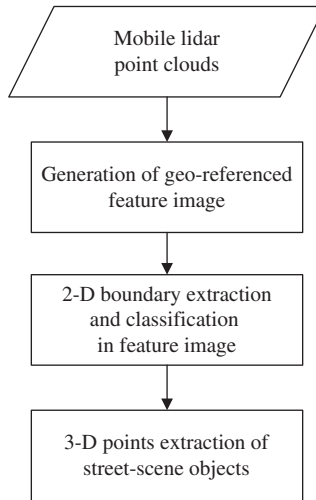 Mobile lidar
point clouds
Generation of geo-referenced
feature image
2-D boundary extraction
and classification
in feature image
3-D points extraction of
street-scene objects